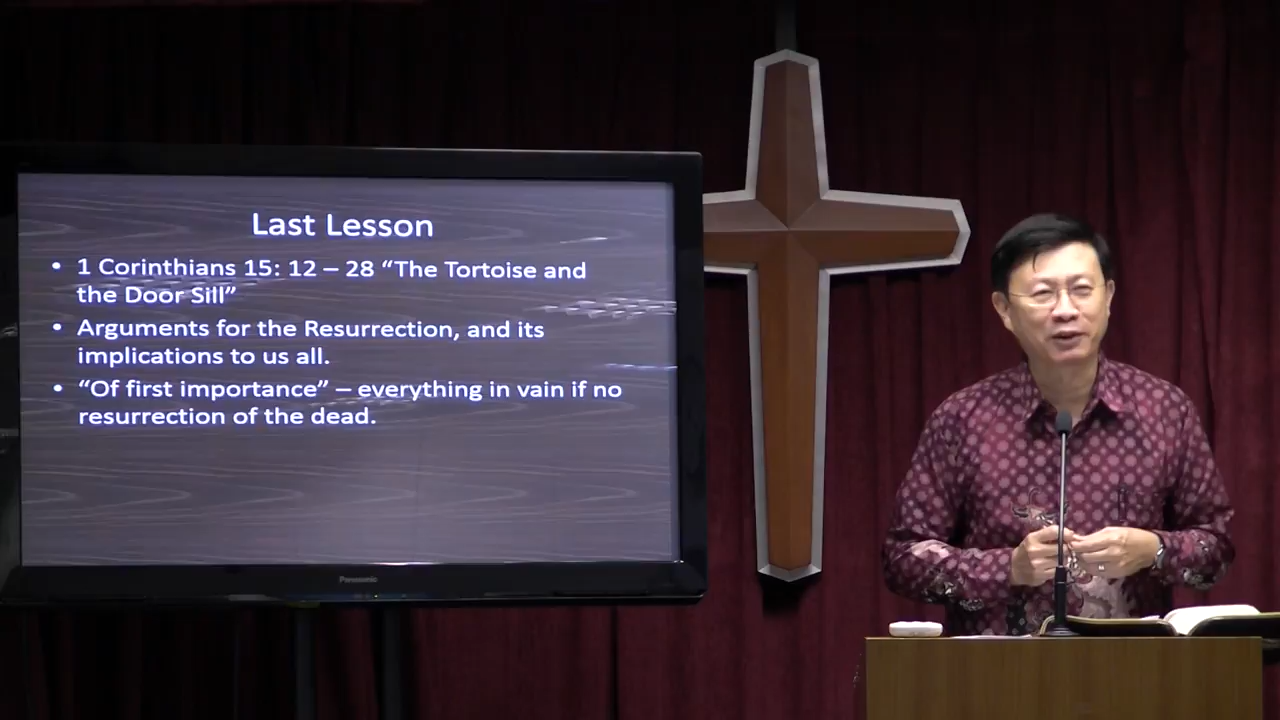 Last Lesson
• 1 Corinthians 15: 12 – 28 “The Tortoise and
the Door Sill”
• Arguments for the Resurrection, and its
implications to us all.
• “Of first importance” – everything in vain if no
resurrection of the dead.
Panasonic